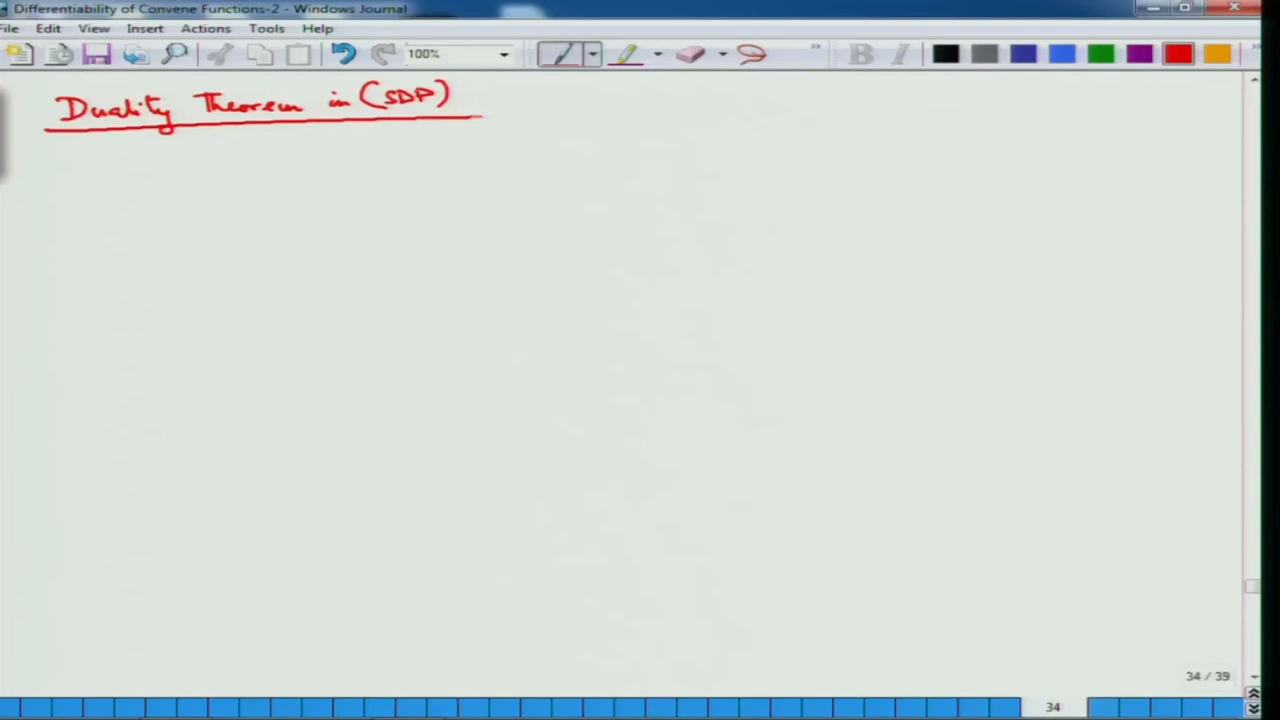 Differentiability of Convene Functions-2 - Windows Journal
File Edit View Insert Actions Tools Help
100%
B I
Duality Theorem in (SDP)
34 / 39
34